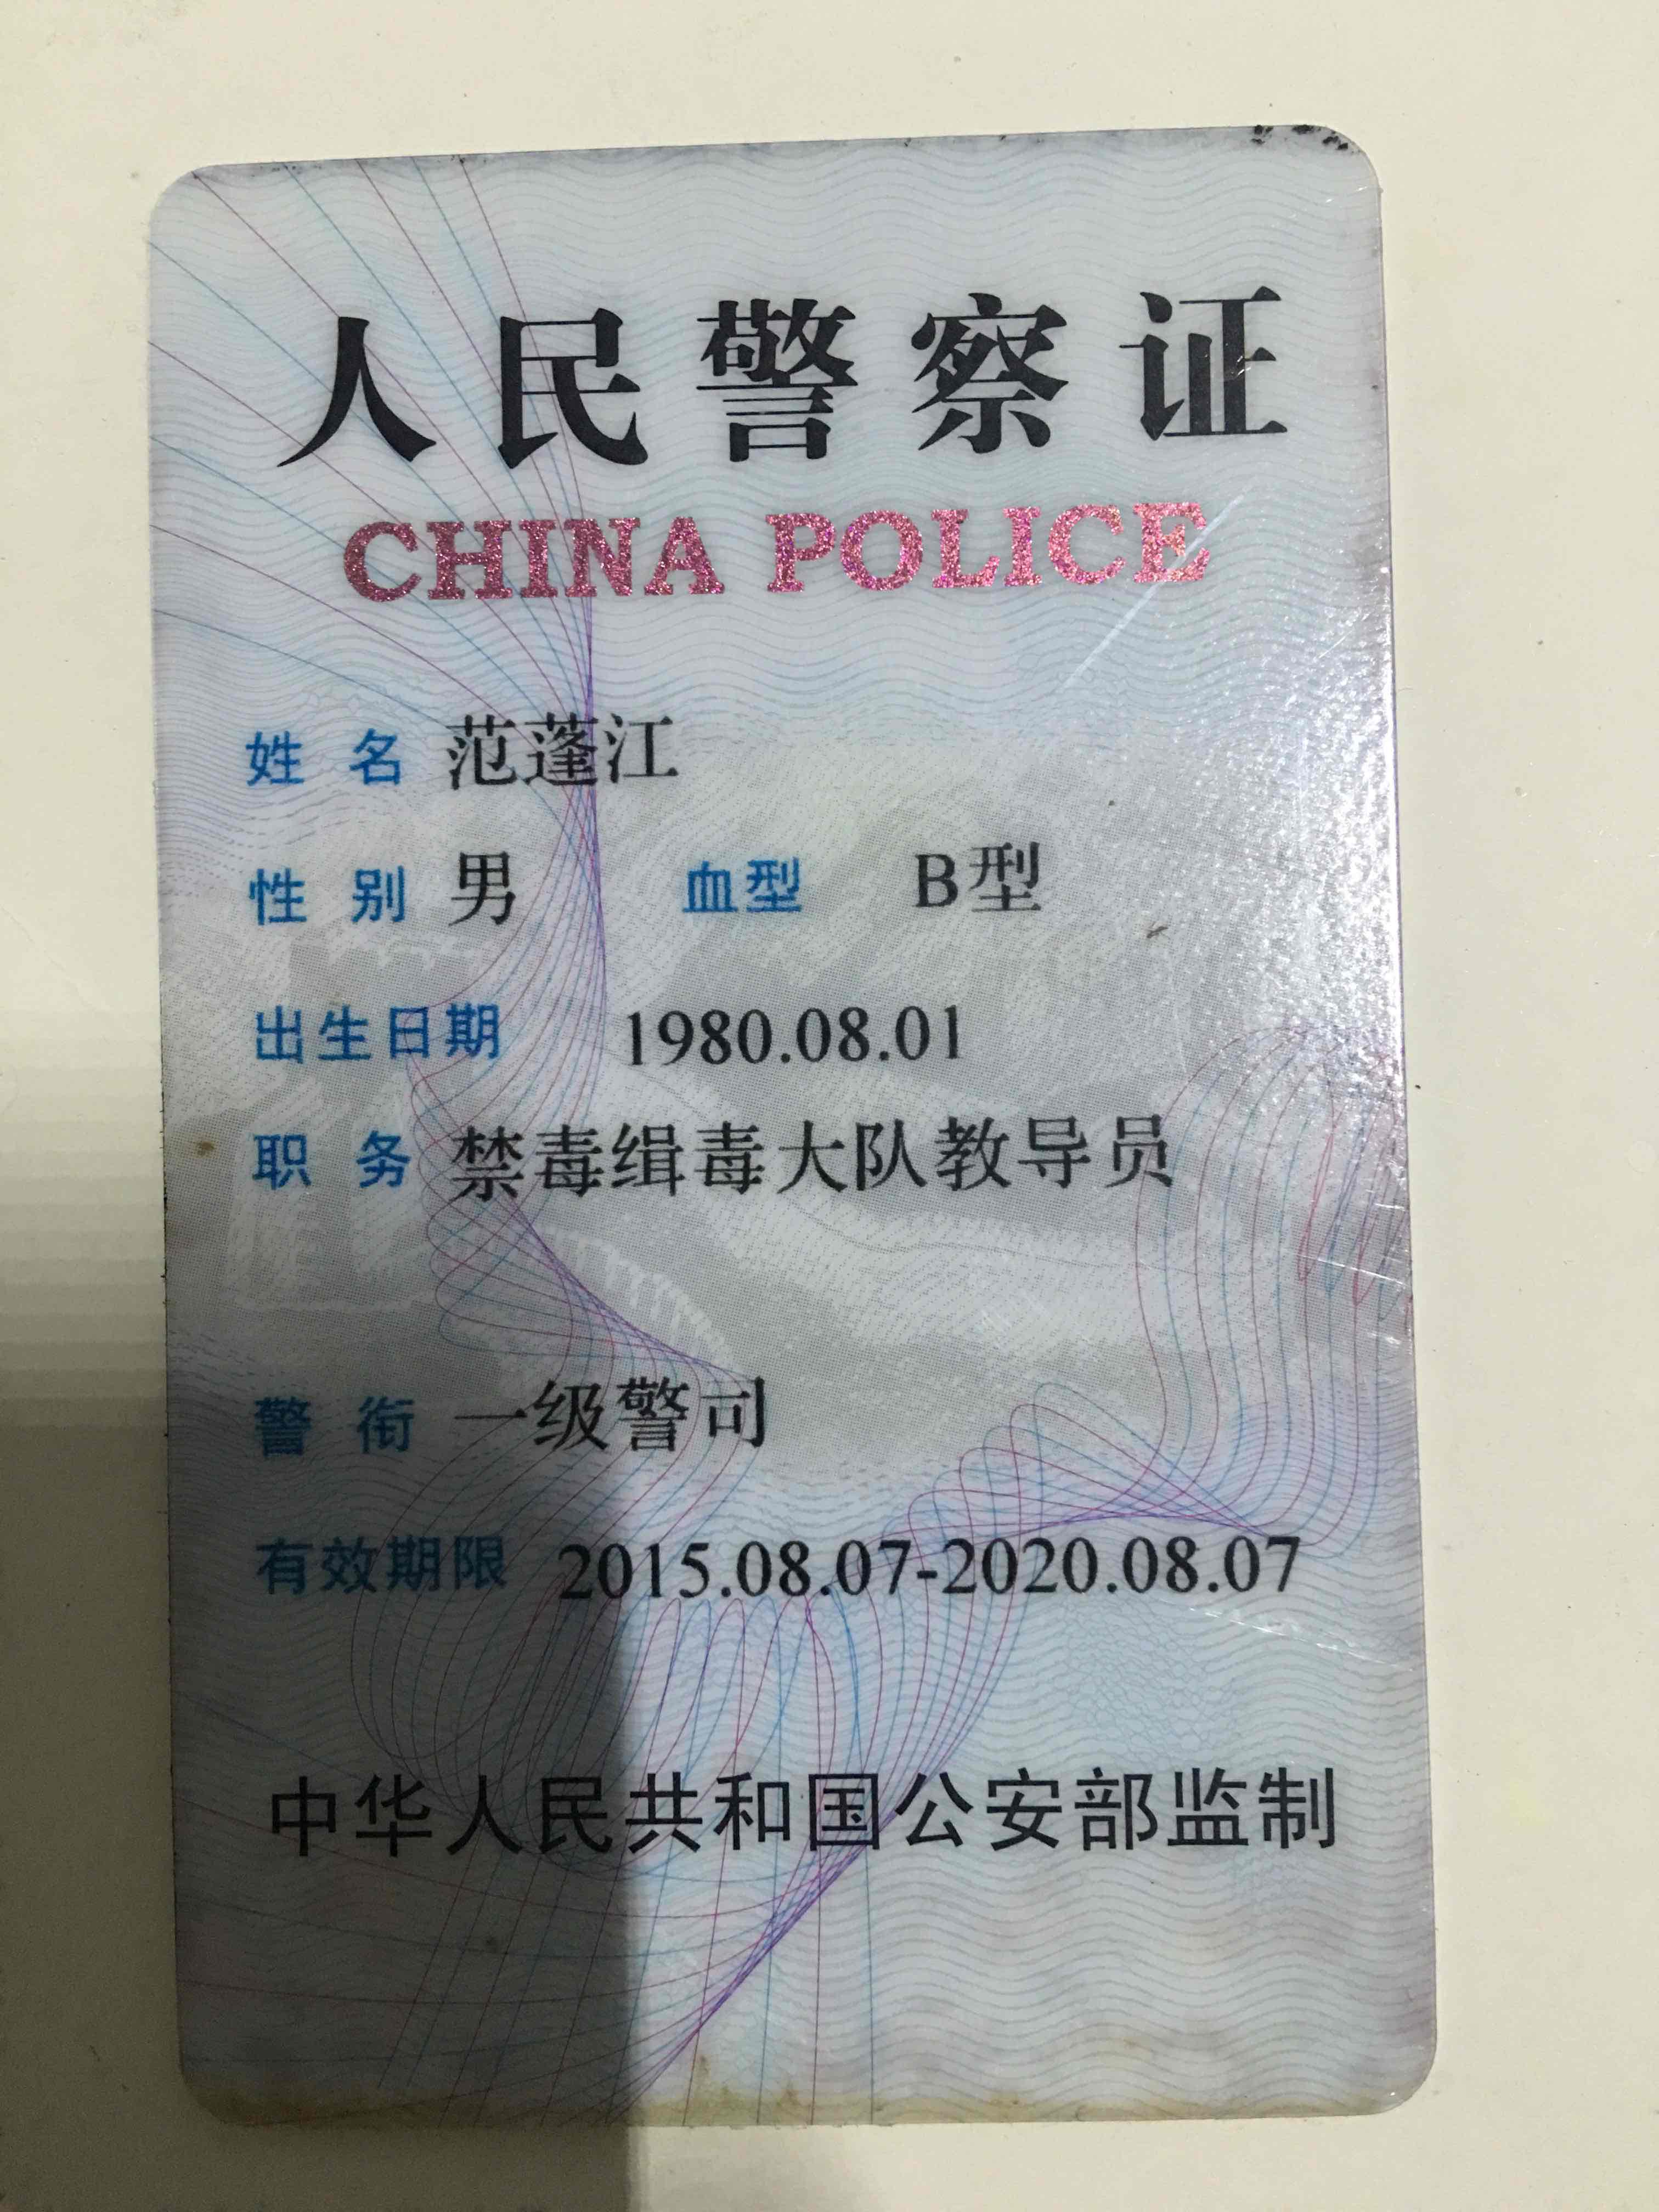 人民警察证
CHINA POLICE
姓 名 范蓬江
性 别 男 血型 B型
出生日期 1980.08.01
职 务 禁毒缉毒大队教导员
警 衔 一级警司
有效期限 2015.08.07-2020.08.07
中华人民共和国公安部监制